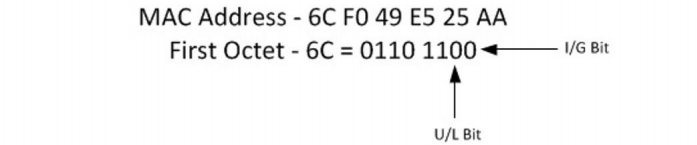 MAC Address - 6C F0 49 E5 25 AA
First Octet - 6C = 0110 1100 I/G Bit
U/L Bit